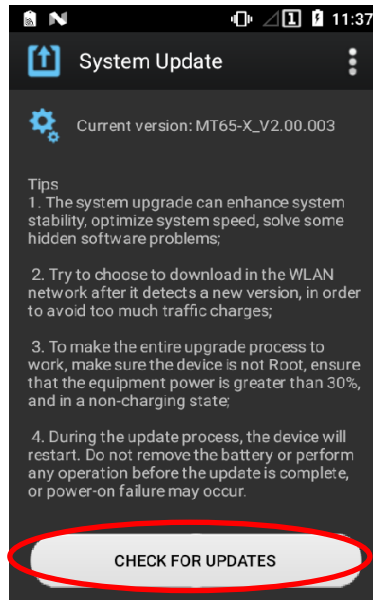 1 11:37
System Update
Current version: MT65-X_V2.00.003
Tips
1. The system upgrade can enhance system
stability, optimize system speed, solve some
hidden software problems;
2. Try to choose to download in the WLAN
network after it detects a new version, in order
to avoid too much traffic charges;
3. To make the entire upgrade process to
work, make sure the device is not Root, ensure
that the equipment power is greater than 30%,
and in a non-charging state;
4. During the update process, the device will
restart. Do not remove the battery or perform
any operation before the update is complete,
or power-on failure may occur.
CHECK FOR UPDATES